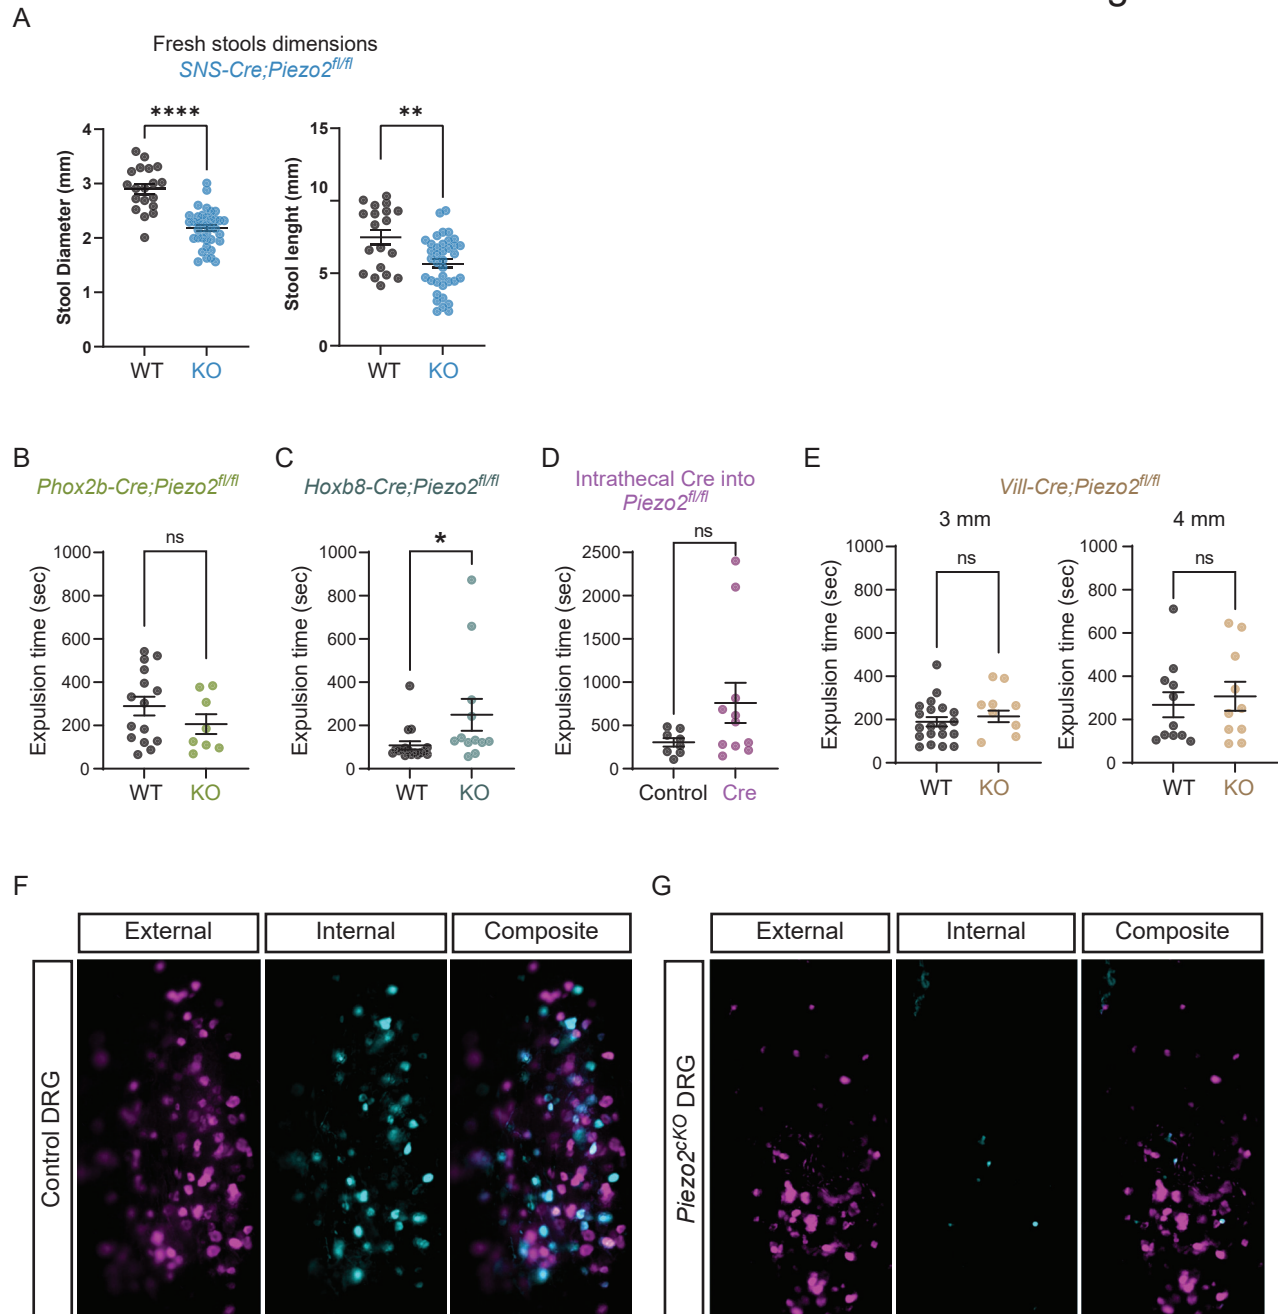 A
Fresh stools dimensions
SNS-Cre;Piezo2fl/fl
****
**
4
3
2
1
0
Stool Diameter (mm)
WT
KO
15
10
5
0
Stool lenght (mm)
WT
KO
B
Phox2b-Cre;Piezo2fl/fl
ns
1000
800
600
400
200
0
Expulsion time (sec)
WT
KO
C
Hoxb8-Cre;Piezo2fl/fl
*
1000
800
600
400
200
0
Expulsion time (sec)
WT
KO
D
Intrathecal Cre into
Piezo2fl/fl
ns
2500
2000
1500
1000
500
0
Expulsion time (sec)
Control
Cre
E
Vill-Cre;Piezo2fl/fl
3 mm
ns
1000
800
600
400
200
0
Expulsion time (sec)
WT
KO
4 mm
ns
1000
800
600
400
200
0
Expulsion time (sec)
WT
KO
F
External
Internal
Composite
Control DRG
G
External
Internal
Composite
Piezo2cKO DRG